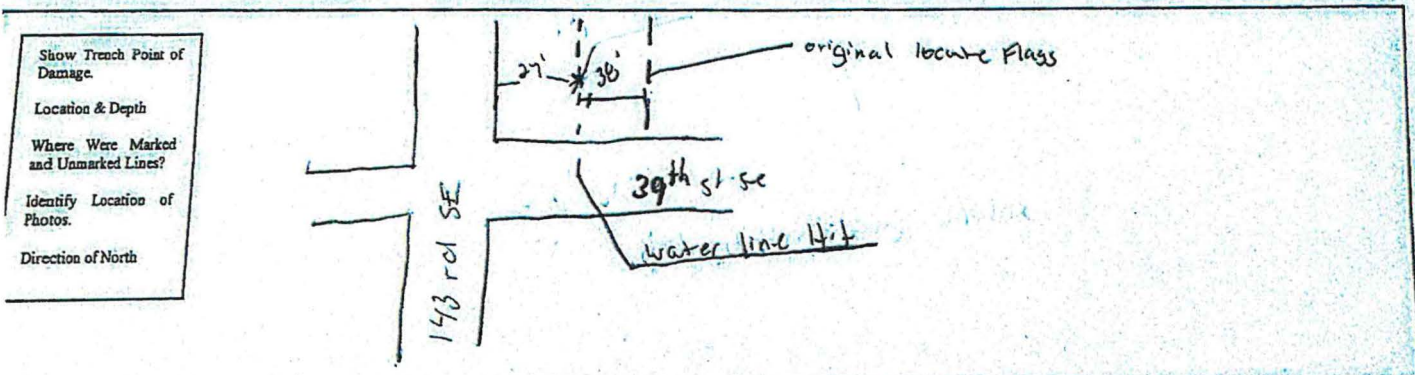 Show Trench Point of
Damage.
Location & Depth
Where Were Marked
and Unmarked Lines?
Identify Location of
Photos.
Direction of North
27'
38'
original locate Flags
39th st se
water line Hit
143 rd SE